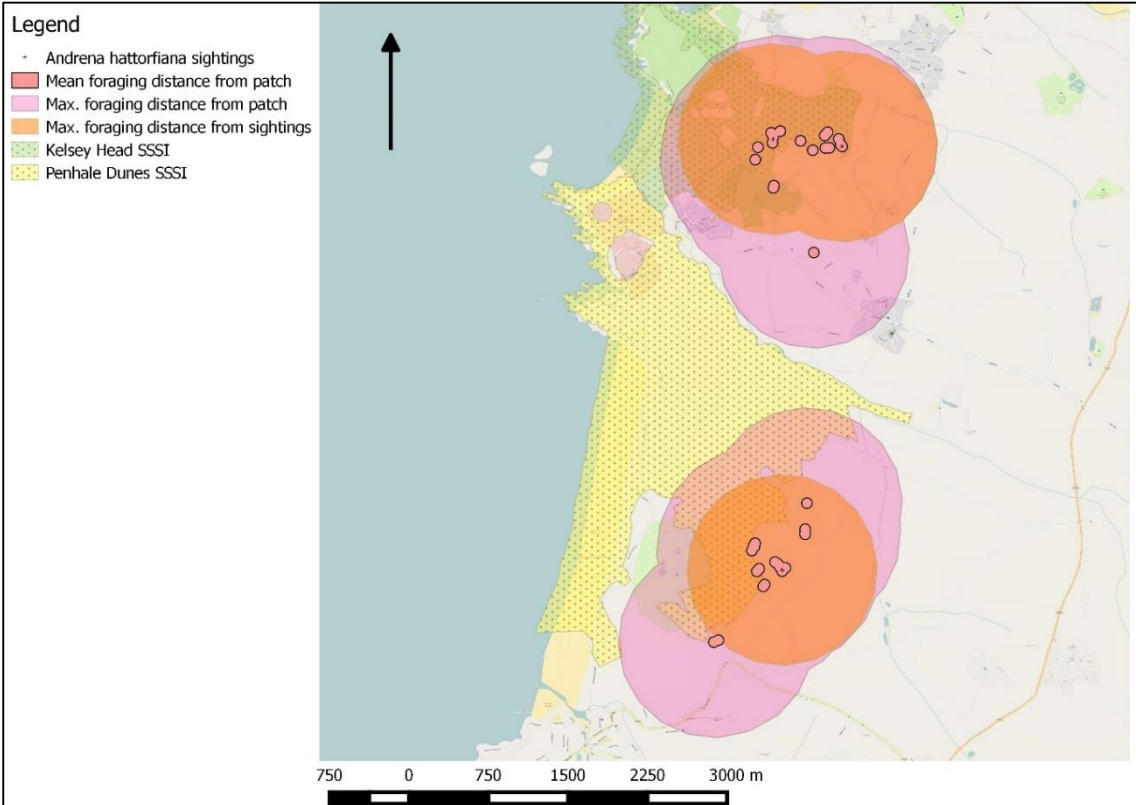 Legend
Andrena hattorfiana sightings
Mean foraging distance from patch
Max. foraging distance from patch
Max. foraging distance from sightings
Kelsey Head SSSI
Penhale Dunes SSSI
750 0 750 1500 2250 3000 m